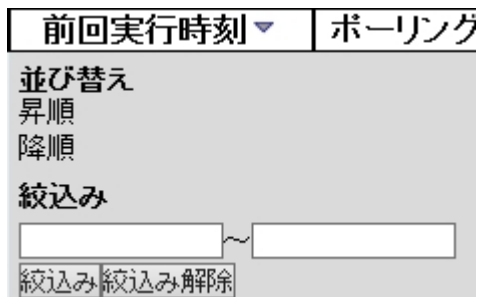 前回実行時刻▼ ポーリング
並び替え
昇順
降順
絞込み
～
絞込み 絞込み解除